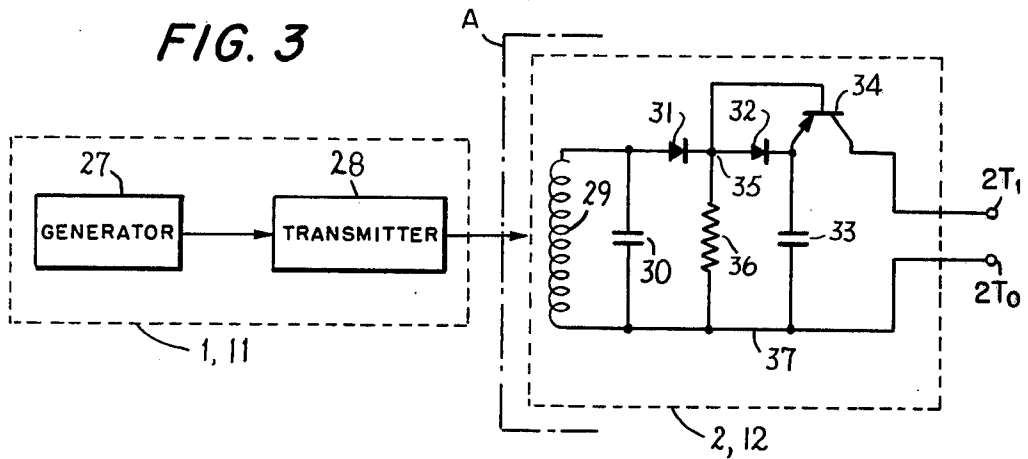 FIG. 3
A
27
GENERATOR
28
TRANSMITTER
1, 11
29
30
31
32
33
34
35
36
37
2T1
2T0
2, 12